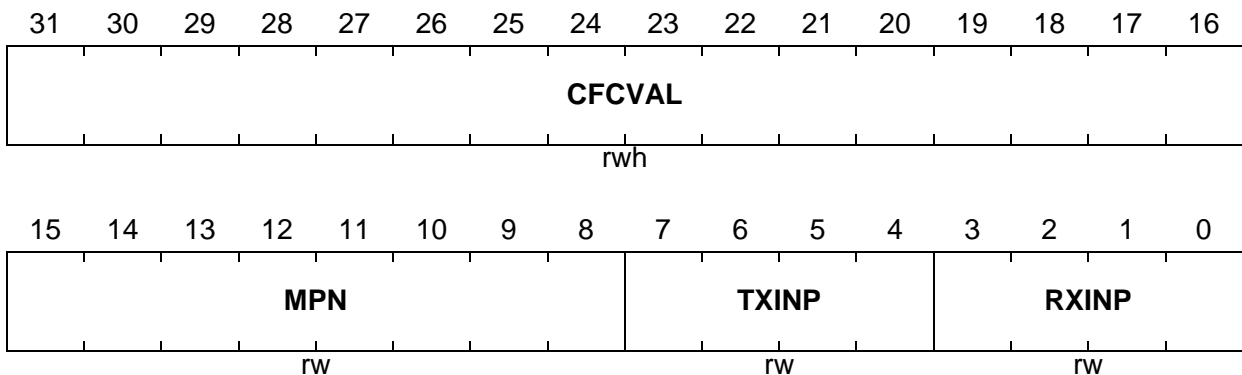 31 30 29 28 27 26 25 24 23 22 21 20 19 18 17 16
CFCVAL
rwh
15 14 13 12 11 10 9 8 7 6 5 4 3 2 1 0
MPN TXINP RXINP
rw rw rw